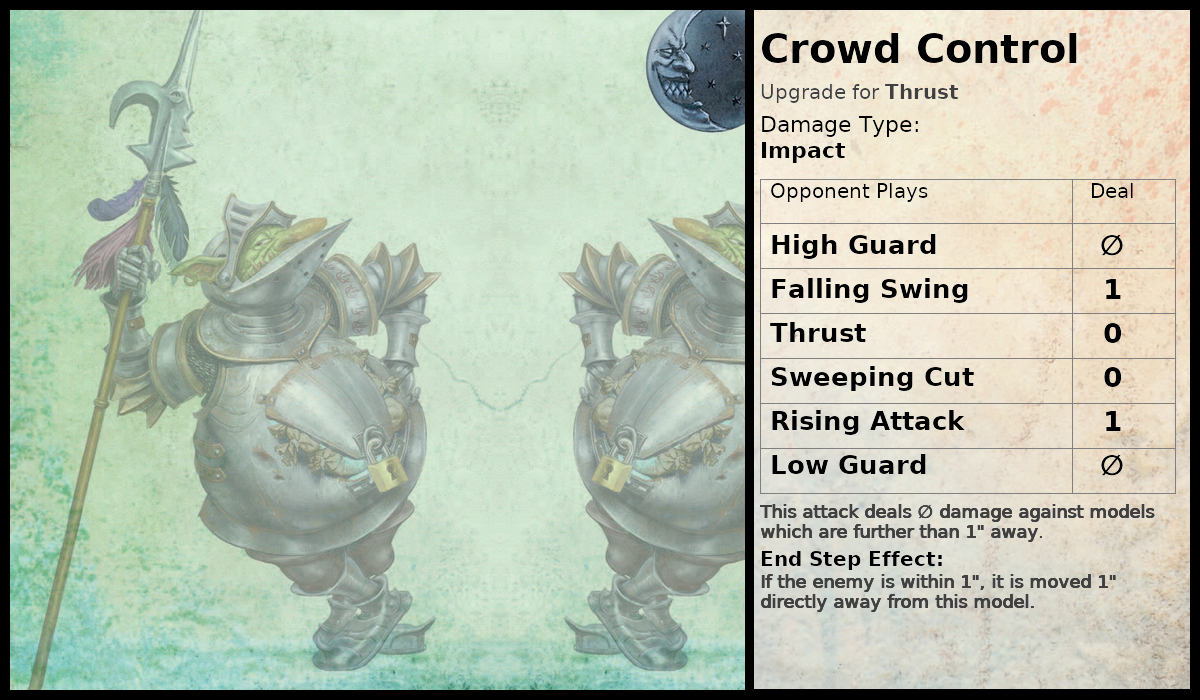 Crowd Control
Upgrade for Thrust
Damage Type:
Impact
Opponent Plays Deal
High Guard ∅
Falling Swing 1
Thrust 0
Sweeping Cut 0
Rising Attack 1
Low Guard ∅
This attack deals ∅ damage against models
which are further than 1" away.
End Step Effect:
If the enemy is within 1", it is moved 1"
directly away from this model.